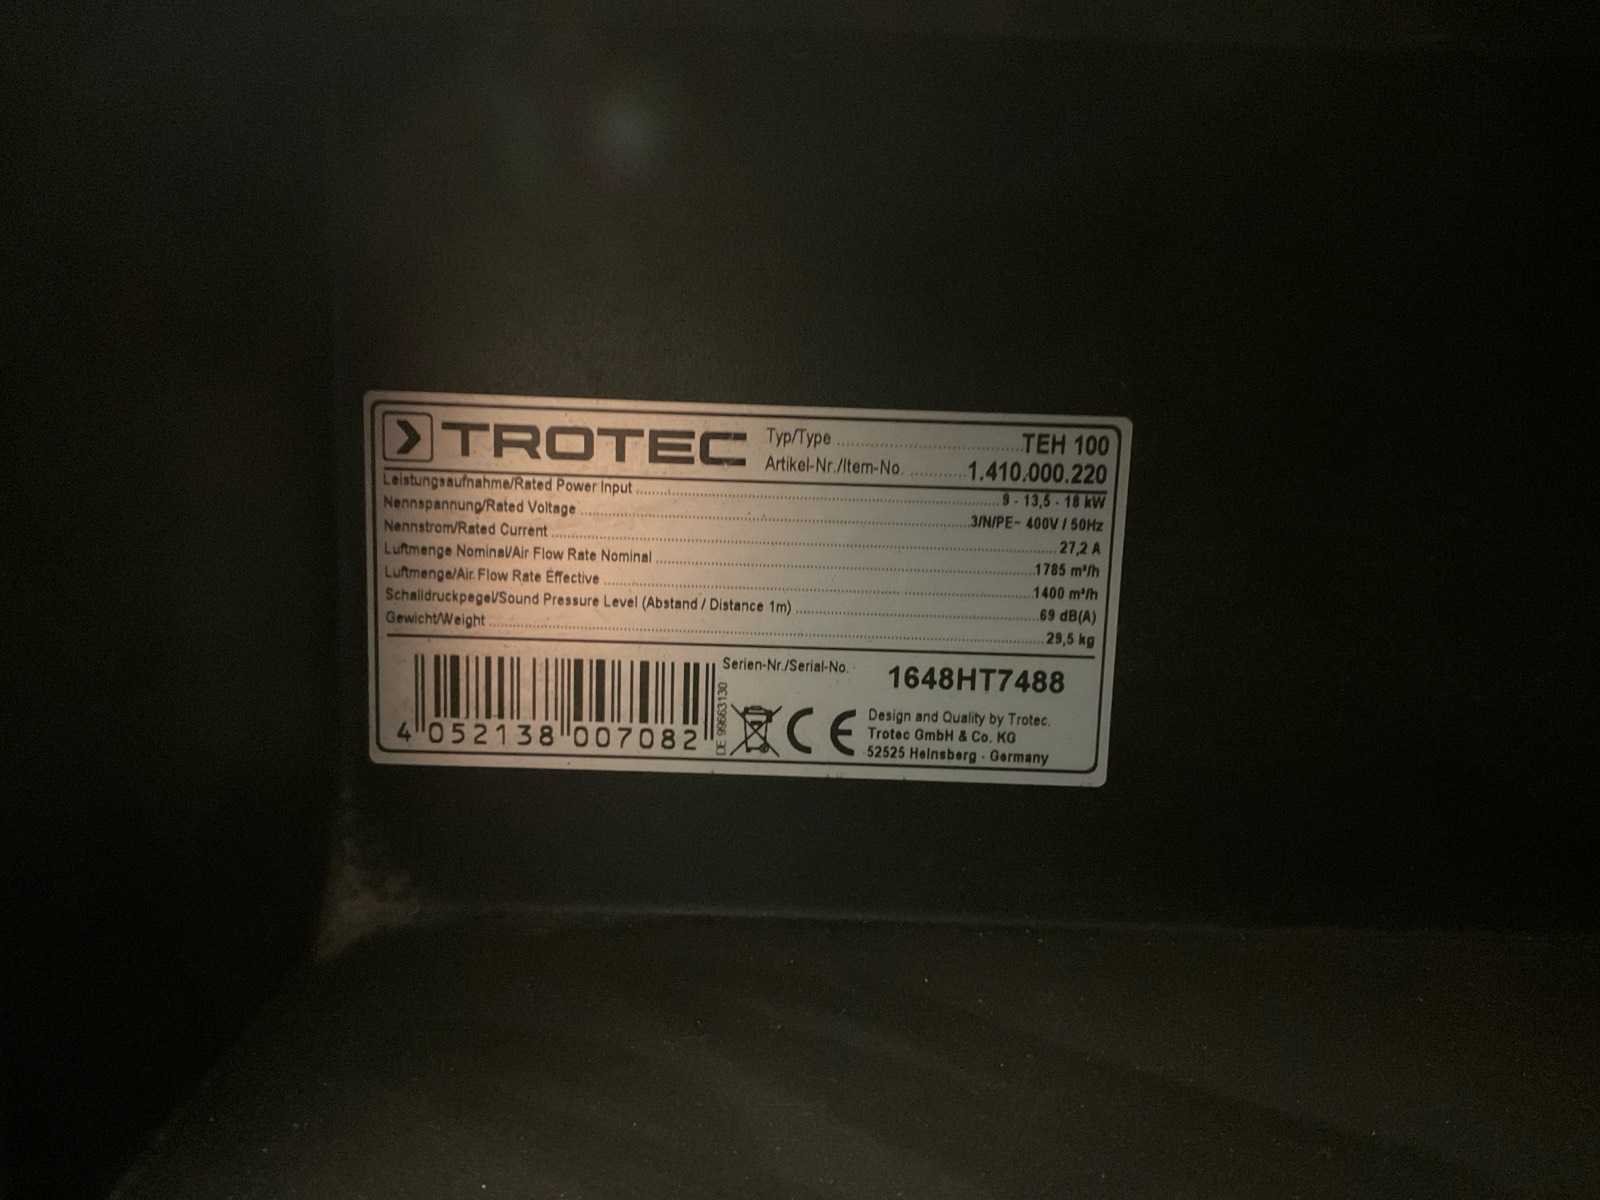 TROTEC
Typ/Type ........ TEH 100
Artikel-Nr./Item-No. ........ 1.410.000.220
Leistungsaufnahme/Rated Power Input ........ 9 - 13,5 - 18 kW
Nennspannung/Rated Voltage ........ 3/N/PE~ 400V / 50Hz
Nennstrom/Rated Current ........ 27,2 A
Luftmenge Nominal/Air Flow Rate Nominal ........ 1785 m³/h
Luftmenge/Air Flow Rate Effective ........ 1400 m³/h
Schalldruckpegel/Sound Pressure Level (Abstand / Distance 1m) ........ 69 dB(A)
Gewicht/Weight ........ 29,5 kg
Serien-Nr./Serial-No. 1648HT7488
4 052138 007082
DE 99663130
CE
Design and Quality by Trotec.
Trotec GmbH & Co. KG
52525 Heinsberg - Germany